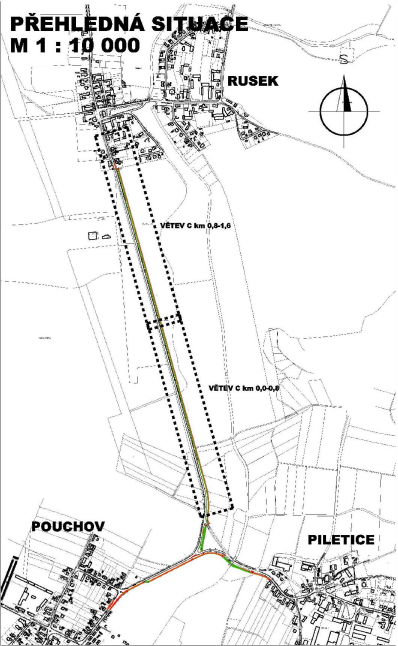 PŘEHLEDNÁ SITUACE
M 1 : 10 000
S
RUSEK
VĚTEV C km 0,8-1,6
VĚTEV C km 0,0-0,8
POUCHOV
PILETICE